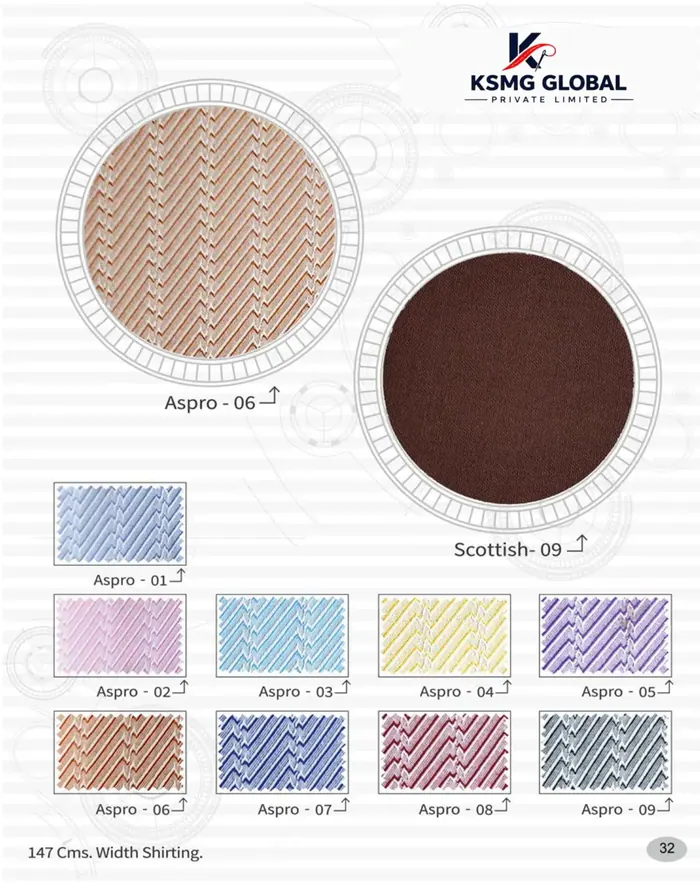 KSMG GLOBAL
PRIVATE LIMITED
Aspro - 06
Scottish- 09
Aspro - 01
Aspro - 02
Aspro - 03
Aspro - 04
Aspro - 05
Aspro - 06
Aspro - 07
Aspro - 08
Aspro - 09
147 Cms. Width Shirting.
32